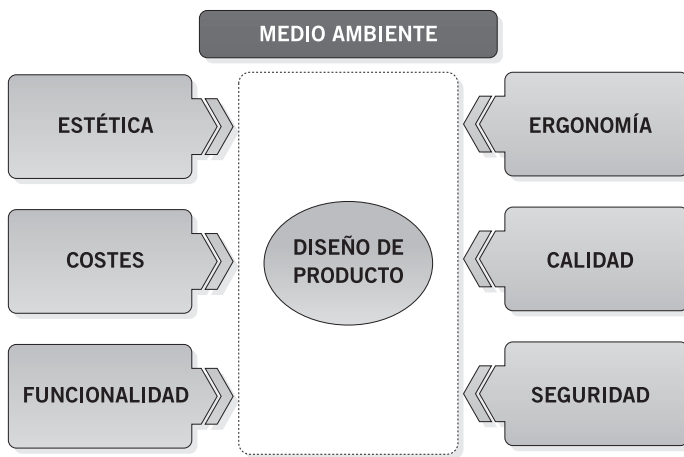 MEDIO AMBIENTE
ESTÉTICA
ERGONOMÍA
COSTES
DISEÑO DE
PRODUCTO
CALIDAD
FUNCIONALIDAD
SEGURIDAD